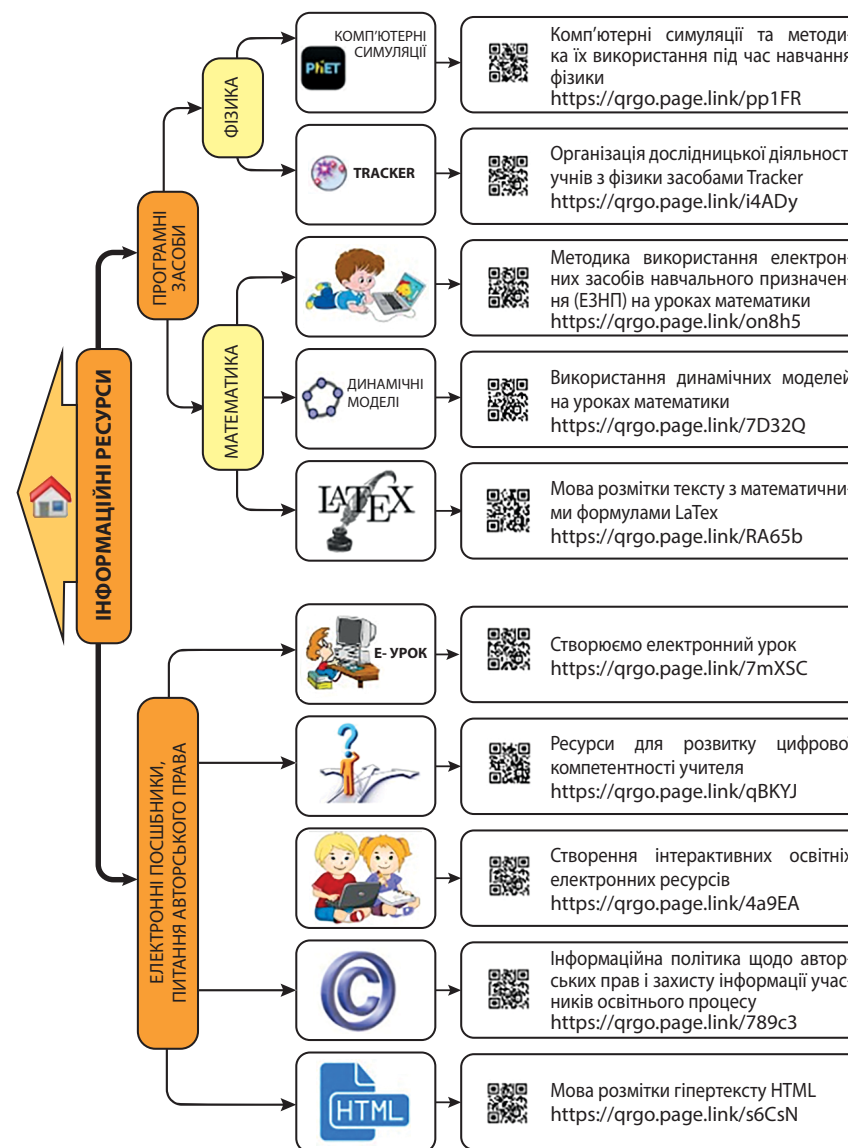 ІНФОРМАЦІЙНІ РЕСУРСИ
ПРОГРАМНІ
ЗАСОБИ
ФІЗИКА
КОМП’ЮТЕРНІ
СИМУЛЯЦІЇ
PhET
Комп’ютерні симуляції та методи-
ка їх використання під час навчання
фізики
https://qrgo.page.link/pp1FR
TRACKER
Організація дослідницької діяльност
учнів з фізики засобами Tracker
https://qrgo.page.link/i4ADy
МАТЕМАТИКА
Методика використання електрон-
них засобів навчального призначен-
ня (ЕЗНП) на уроках математики
https://qrgo.page.link/on8h5
ДИНАМІЧНІ
МОДЕЛІ
Використання динамічних моделей
на уроках математики
https://qrgo.page.link/7D32Q
LATEX
Мова розмітки тексту з математични-
ми формулами LaTex
https://qrgo.page.link/RA65b
ЕЛЕКТРОННІ ПОСШБНИКИ,
ПИТАННЯ АВТОРСЬКОГО ПРАВА
Е- УРОК
Створюємо електронний урок
https://qrgo.page.link/7mXSC
?
Ресурси для розвитку цифрової
компетентності учителя
https://qrgo.page.link/qBKYJ
Створення інтерактивних освітніх
електронних ресурсів
https://qrgo.page.link/4a9EA
©
Інформаційна політика щодо автор-
ських прав і захисту інформації учас-
ників освітнього процесу
https://qrgo.page.link/789c3
HTML
Мова розмітки гіпертексту HTML
https://qrgo.page.link/s6CsN